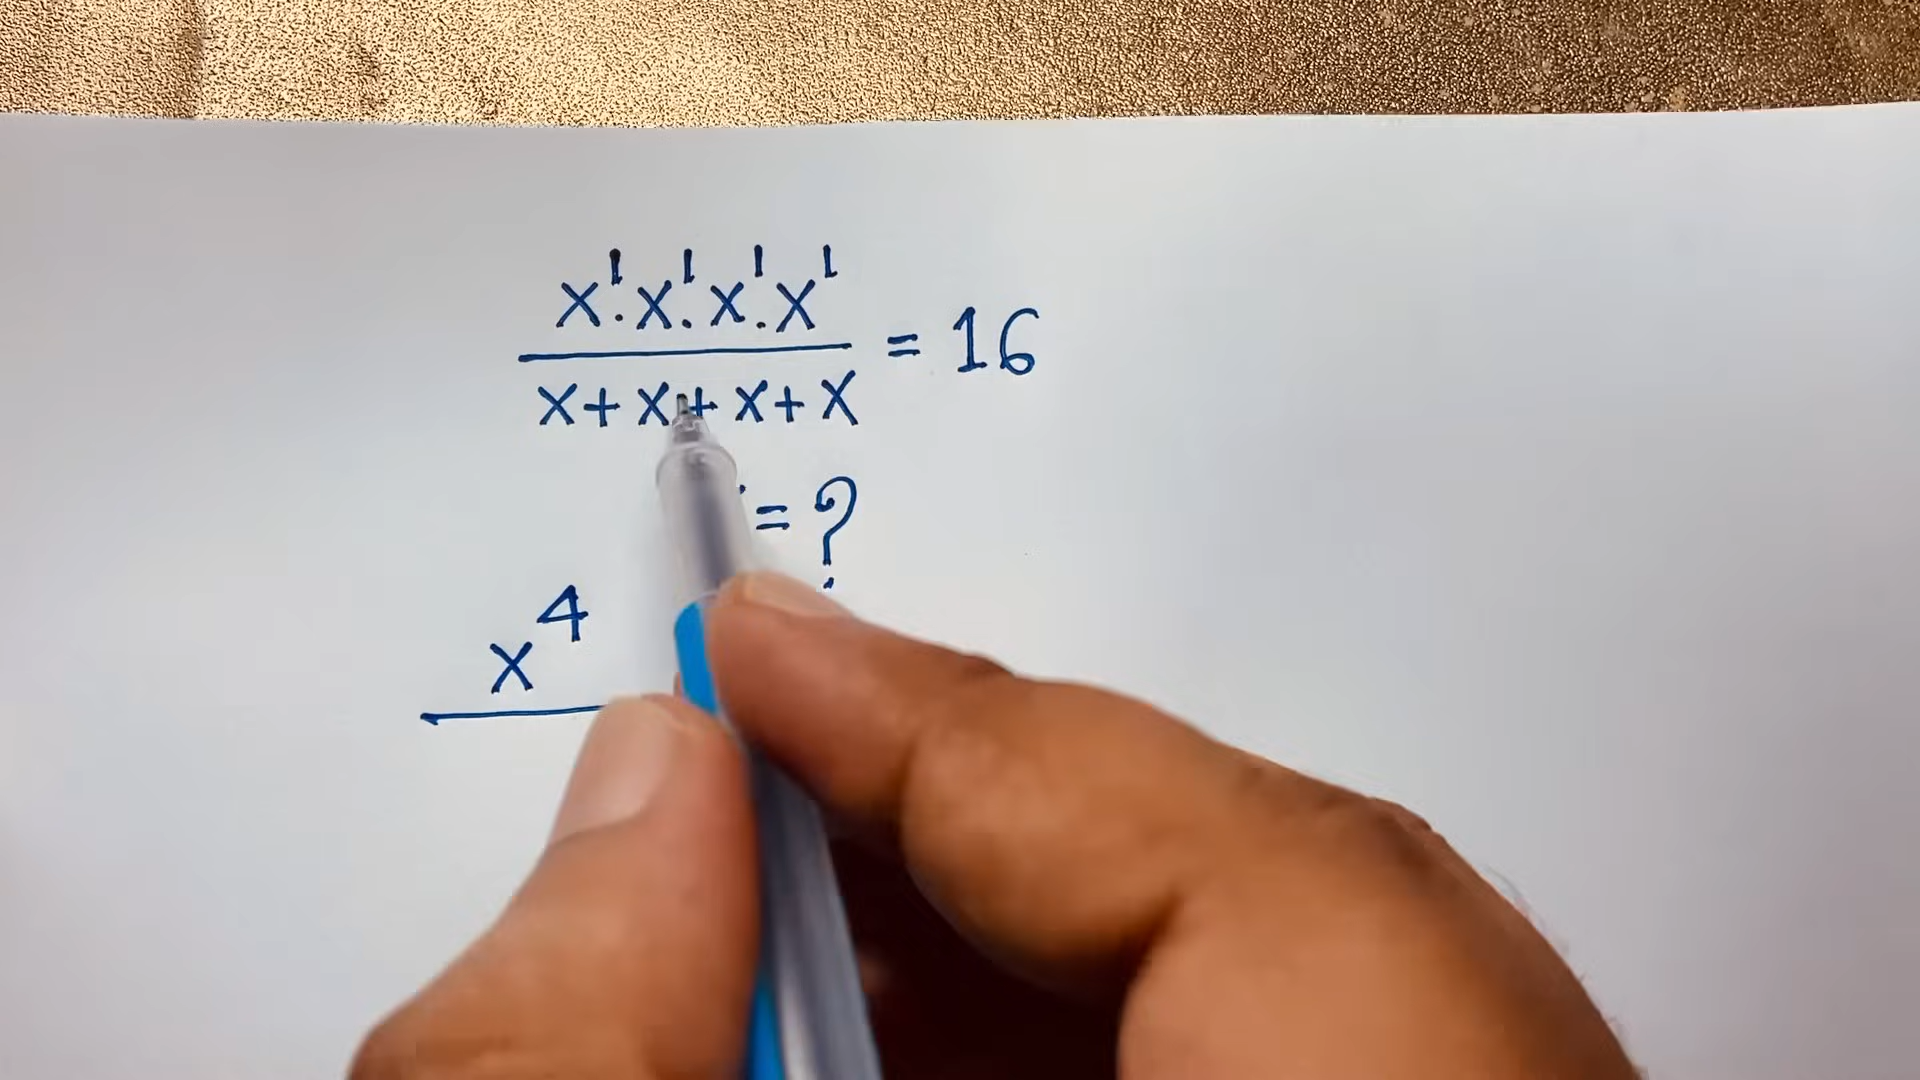 x¹.x¹.x¹.x¹
x+x+x+x
= 16
= ?
x⁴